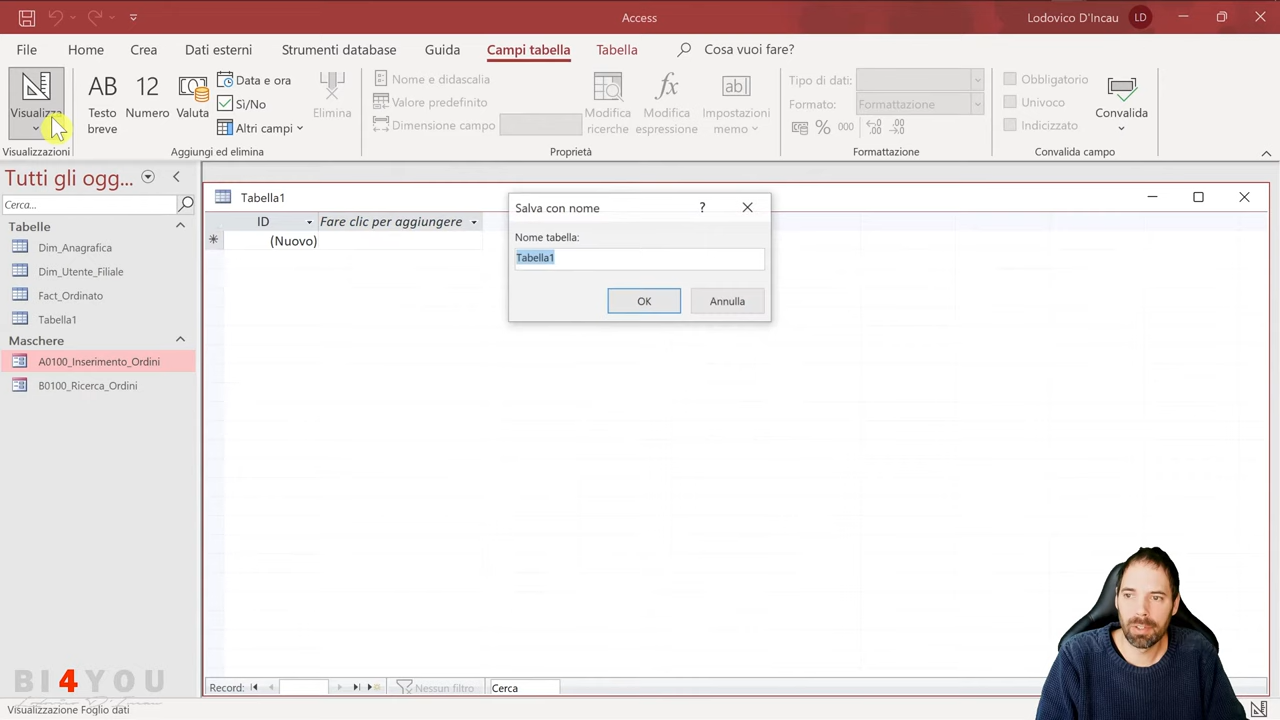 Access
Lodovico D'Incau
LD
File
Home
Crea
Dati esterni
Strumenti database
Guida
Campi tabella
Tabella
Cosa vuoi fare?
Visualizza
AB
Testo
breve
12
Numero
Valuta
Data e ora
Sì/No
Altri campi
Elimina
Nome e didascalia
Valore predefinito
Dimensione campo
Modifica
ricerche
fx
Modifica
espressione
ab
Impostazioni
memo
Tipo di dati:
Formato:
Formattazione
% 000
Obbligatorio
Univoco
Indicizzato
Convalida
Visualizzazioni
Aggiungi ed elimina
Proprietà
Formattazione
Convalida campo
Tutti gli ogg...
Cerca...
Tabelle
Dim_Anagrafica
Dim_Utente_Filiale
Fact_Ordinato
Tabella1
Maschere
A0100_Inserimento_Ordini
B0100_Ricerca_Ordini
Tabella1
ID
Fare clic per aggiungere
(Nuovo)
Salva con nome
?
Nome tabella:
Tabella1
OK
Annulla
Record:
Nessun filtro
Cerca
BI4YOU
Lodovico D'Incau
Visualizzazione Foglio dati